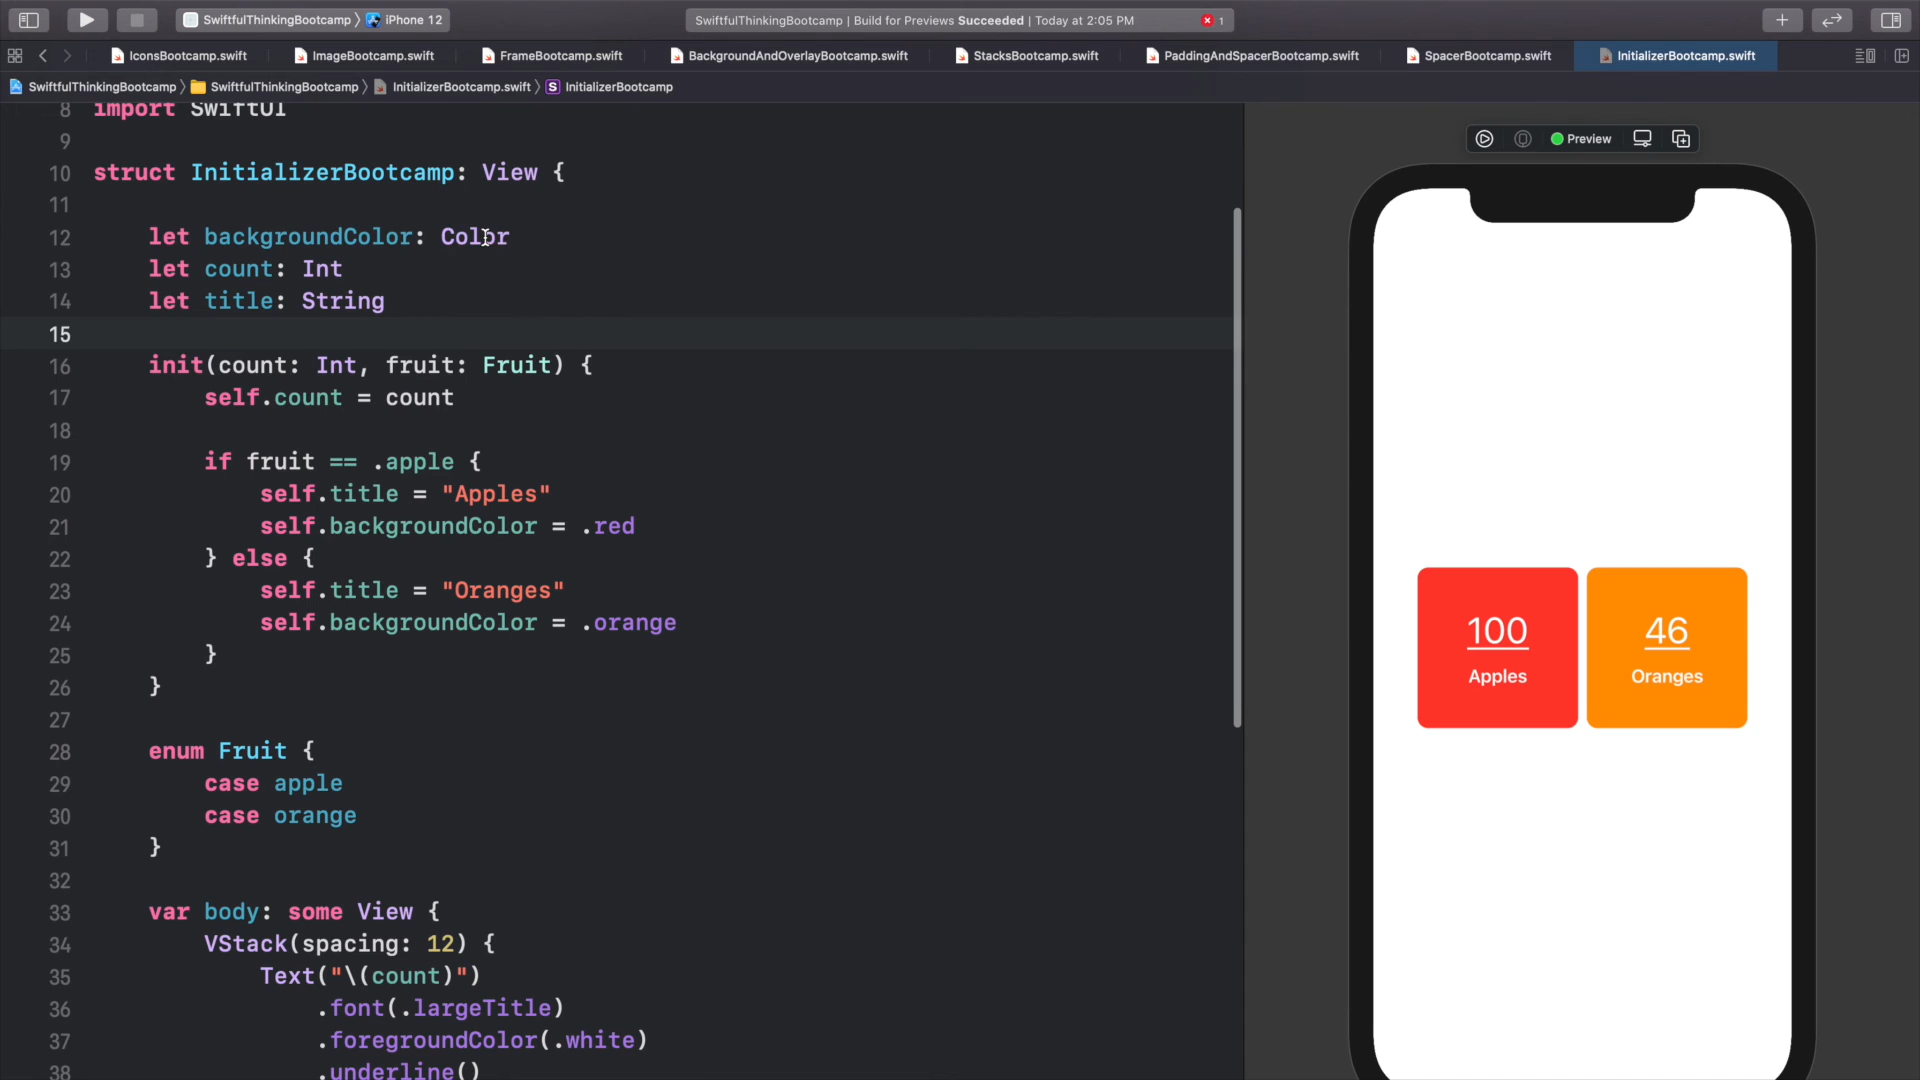 SwiftfulThinkingBootcamp 〉 iPhone 12
SwiftfulThinkingBootcamp | Build for Previews Succeeded | Today at 2:05 PM
1
IconsBootcamp.swift
ImageBootcamp.swift
FrameBootcamp.swift
BackgroundAndOverlayBootcamp.swift
StacksBootcamp.swift
PaddingAndSpacerBootcamp.swift
SpacerBootcamp.swift
InitializerBootcamp.swift
SwiftfulThinkingBootcamp 〉 SwiftfulThinkingBootcamp 〉 InitializerBootcamp.swift 〉 S InitializerBootcamp
8 import SwiftUI
9
10 struct InitializerBootcamp: View {
11
12 let backgroundColor: Color
13 let count: Int
14 let title: String
15
16 init(count: Int, fruit: Fruit) {
17 self.count = count
18
19 if fruit == .apple {
20 self.title = "Apples"
21 self.backgroundColor = .red
22 } else {
23 self.title = "Oranges"
24 self.backgroundColor = .orange
25 }
26 }
27
28 enum Fruit {
29 case apple
30 case orange
31 }
32
33 var body: some View {
34 VStack(spacing: 12) {
35 Text("\(count)")
36 .font(.largeTitle)
37 .foregroundColor(.white)
38 .underline()
Preview
100
Apples
46
Oranges